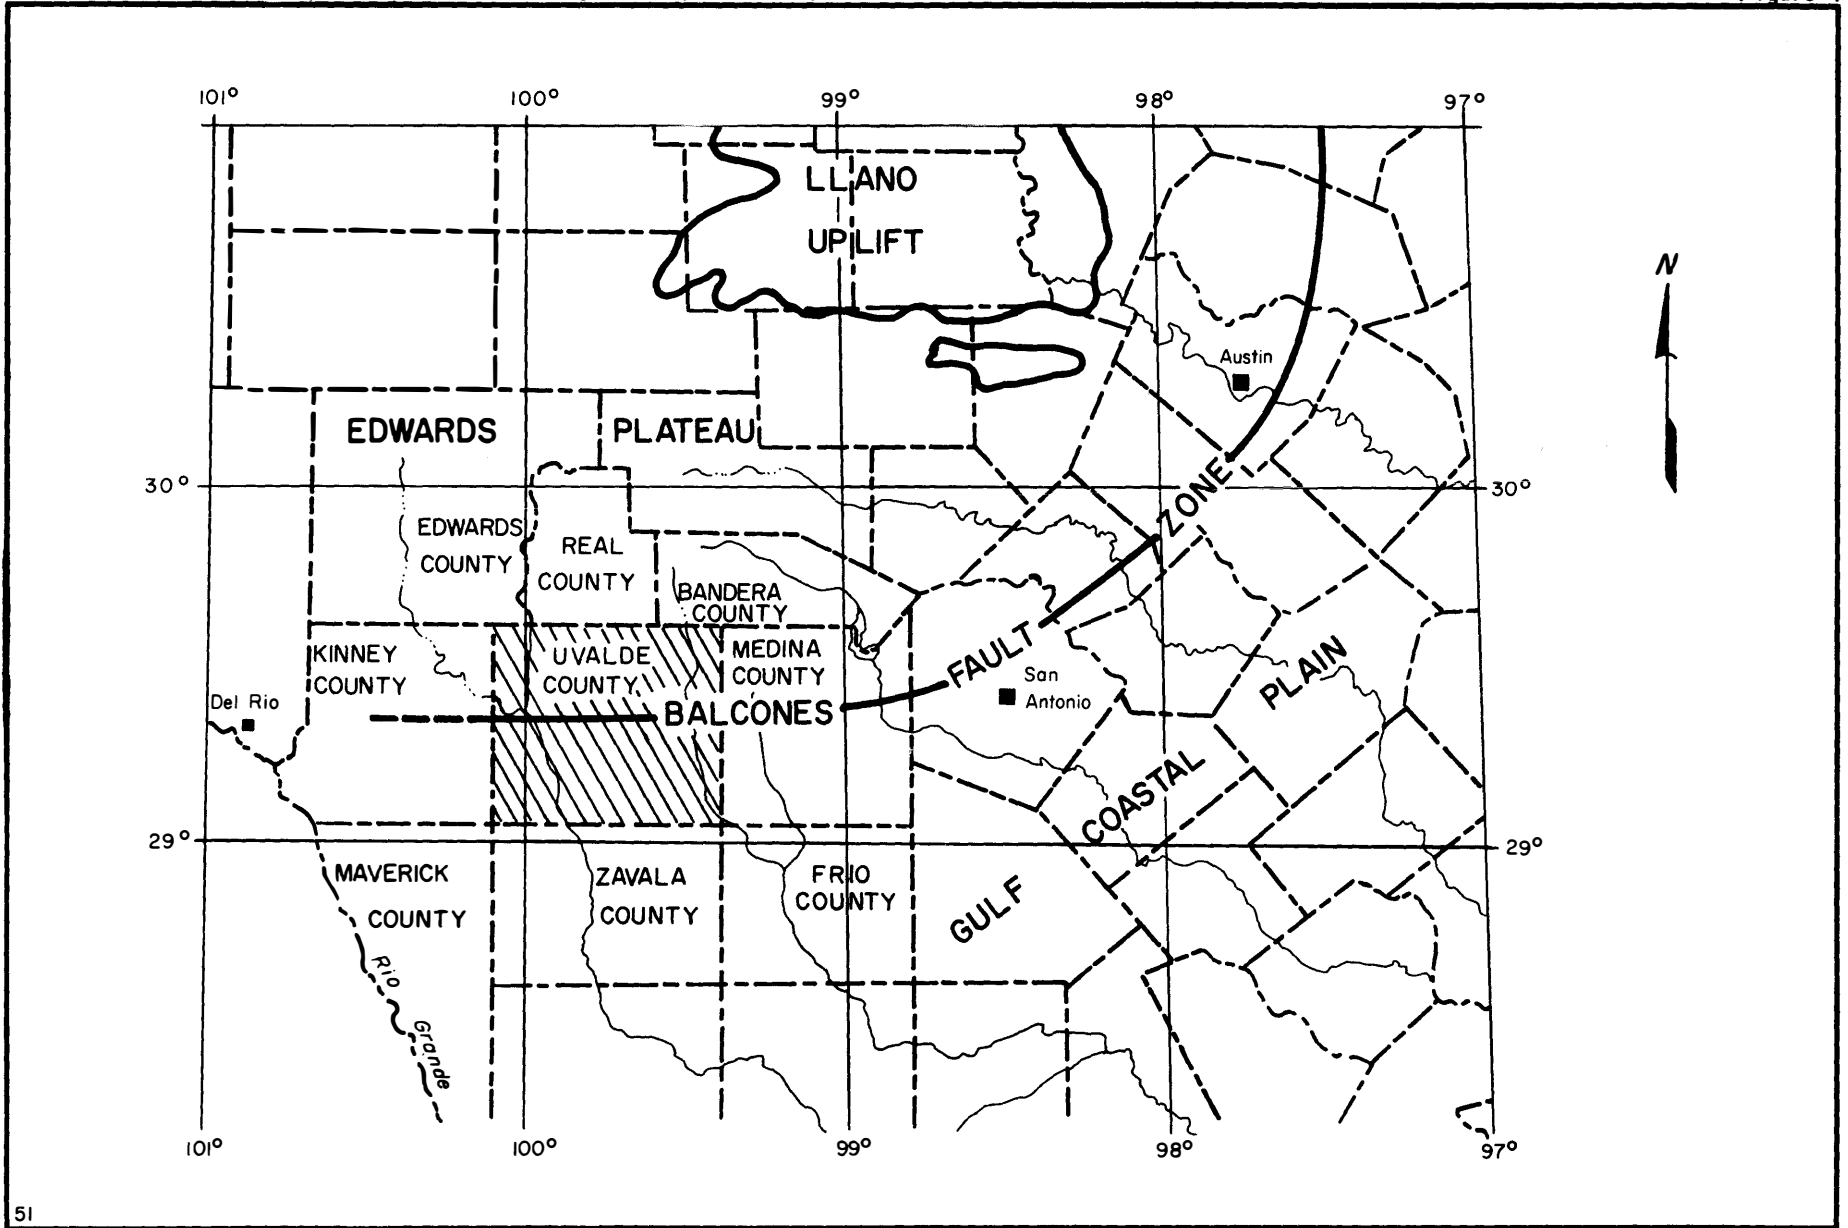 101°
100°
99°
98°
97°
LLANO
UPLIFT
N
Austin
EDWARDS
PLATEAU
30°
30°
ZONE
EDWARDS
COUNTY
REAL
COUNTY
BANDERA
COUNTY
KINNEY
COUNTY
UVALDE
COUNTY
MEDINA
COUNTY
FAULT
San
Antonio
PLAIN
Del Rio
BALCONES
COASTAL
29°
29°
MAVERICK
COUNTY
ZAVALA
COUNTY
FRIO
COUNTY
GULF
Rio
Grande
101°
100°
99°
98°
97°
51